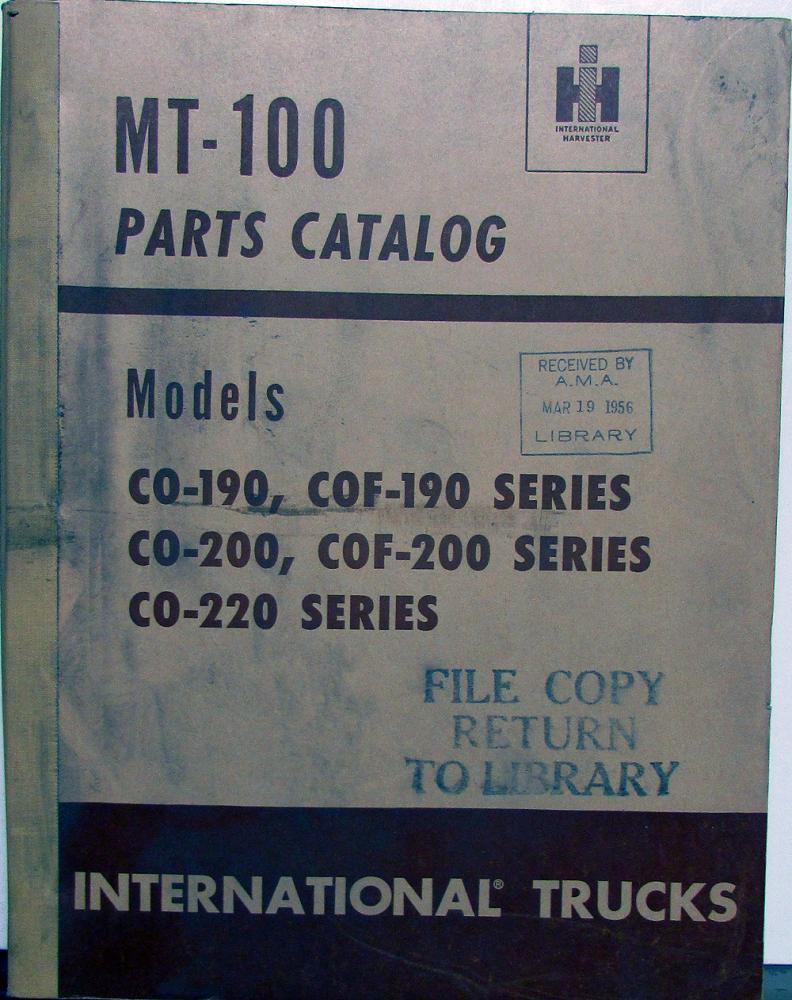 MT-100
IH
INTERNATIONAL
HARVESTER
PARTS CATALOG
Models
RECEIVED BY
A.M.A.
MAR 19 1956
LIBRARY
CO-190, COF-190 SERIES
CO-200, COF-200 SERIES
CO-220 SERIES
FILE COPY
RETURN
TO LIBRARY
INTERNATIONAL® TRUCKS